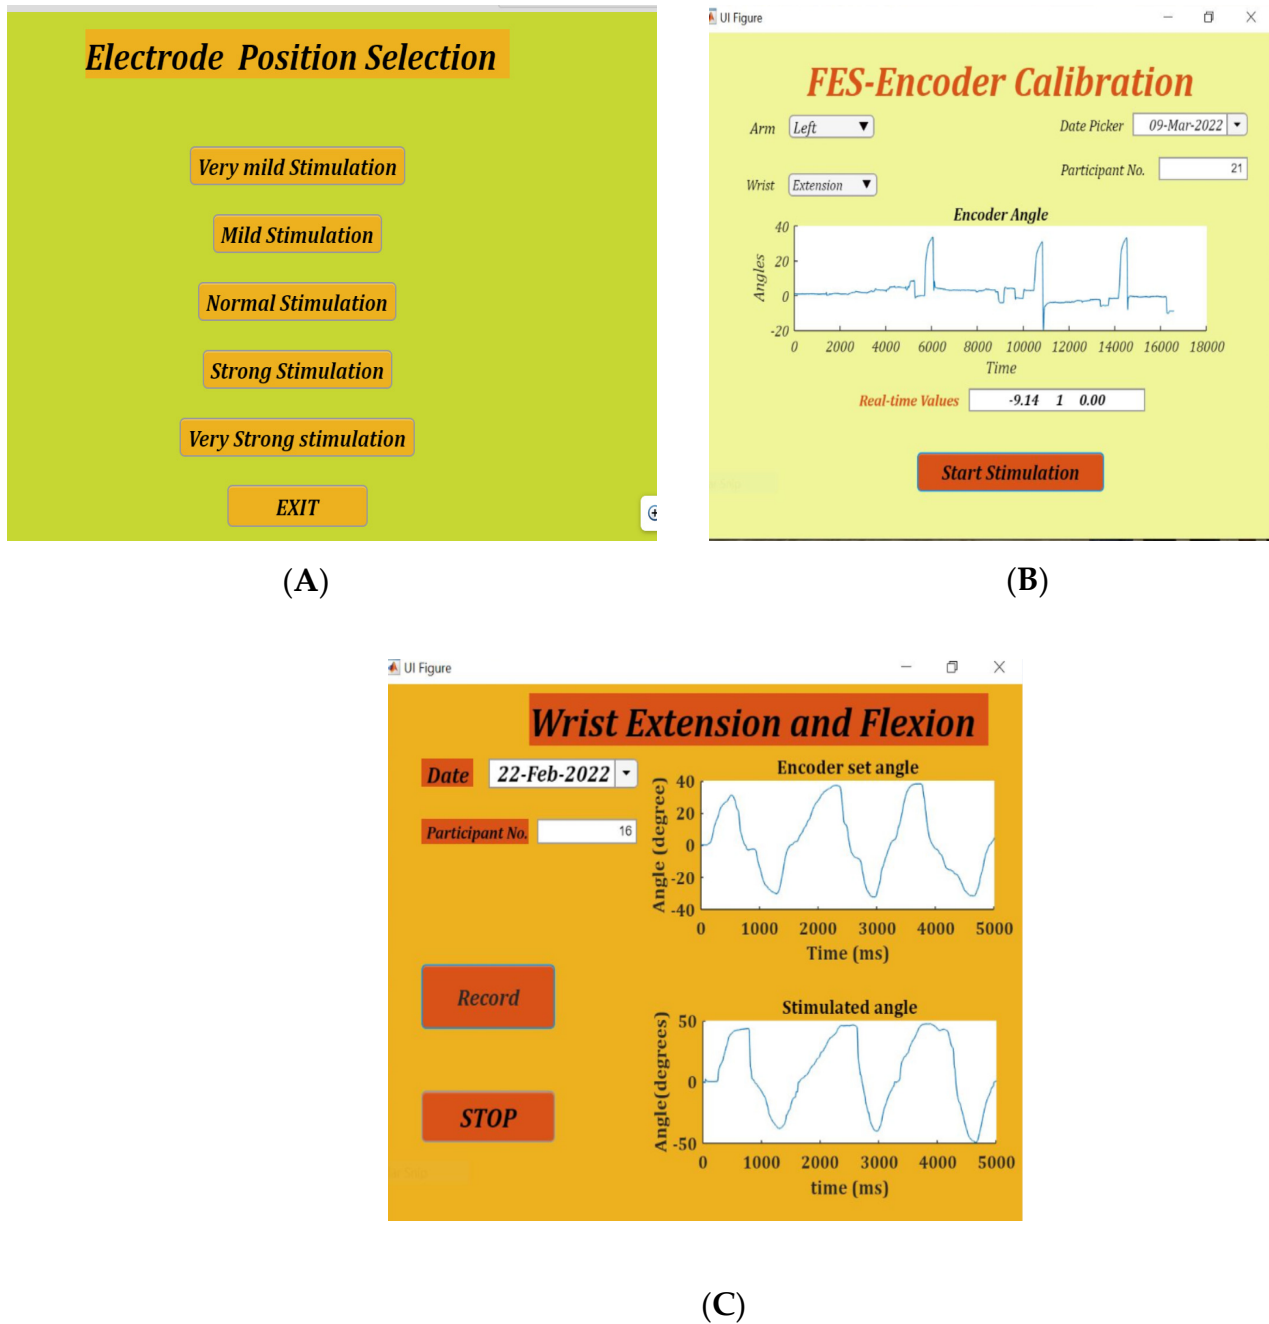 Electrode Position Selection
Very mild Stimulation
Mild Stimulation
Normal Stimulation
Strong Stimulation
Very Strong stimulation
EXIT
(A)
UI Figure
FES-Encoder Calibration
Arm Left Date Picker 09-Mar-2022
Participant No. 21
Wrist Extension
Encoder Angle
Angles
40
20
0
-20
0 2000 4000 6000 8000 10000 12000 14000 16000 18000
Time
Real-time Values -9.14 1 0.00
Start Stimulation
(B)
UI Figure
Wrist Extension and Flexion
Date 22-Feb-2022
Participant No. 16
Record
STOP
Encoder set angle
Angle (degree)
40
20
0
-20
-40
0 1000 2000 3000 4000 5000
Time (ms)
Stimulated angle
Angle(degrees)
50
0
-50
0 1000 2000 3000 4000 5000
time (ms)
(C)